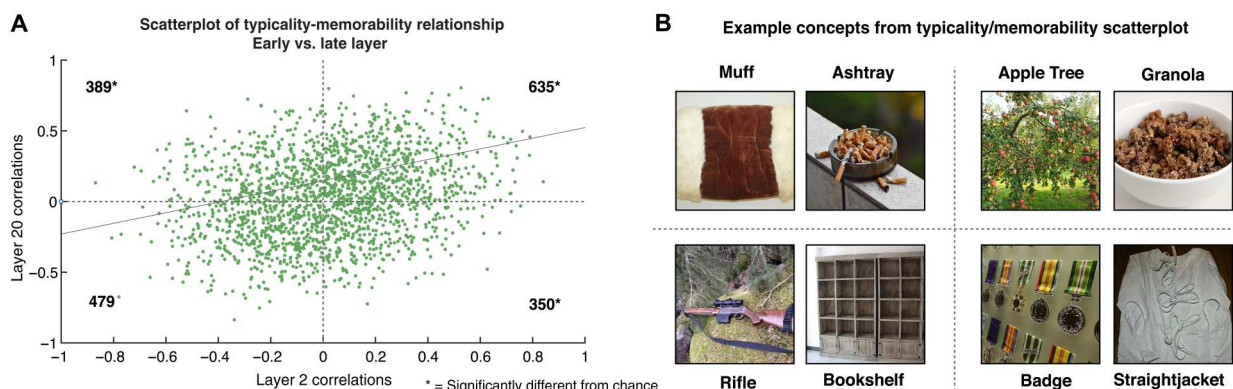 A
Scatterplot of typicality-memorability relationship
Early vs. late layer
1
0.5
0
−0.5
−1
Layer 20 correlations
389*
635*
479
350*
−1
−0.8
−0.6
−0.4
−0.2
0
0.2
0.4
0.6
0.8
1
Layer 2 correlations
* = Significantly different from chance
B
Example concepts from typicality/memorability scatterplot
Muff
Ashtray
Apple Tree
Granola
Rifle
Bookshelf
Badge
Straightjacket